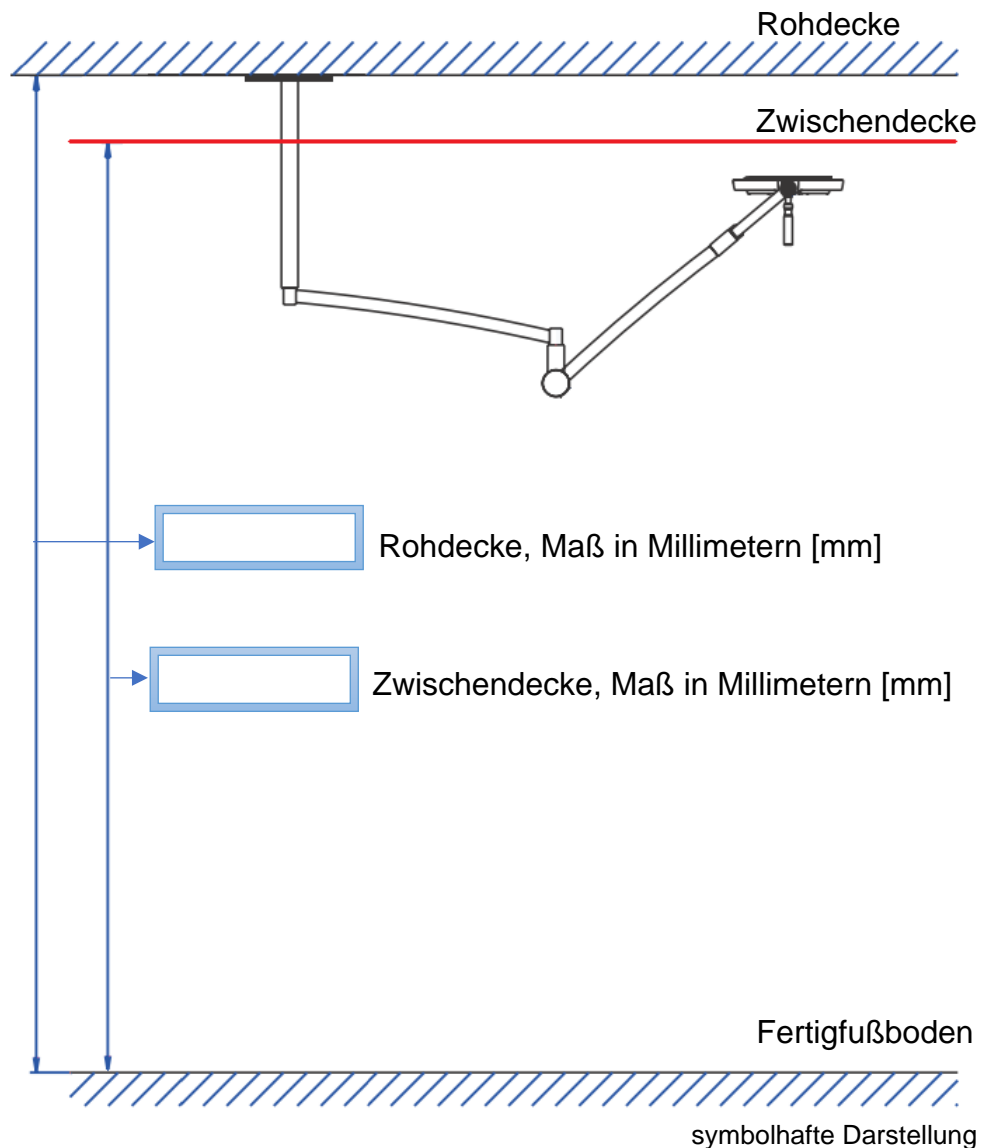 Rohdecke
Zwischendecke
Rohdecke, Maß in Millimetern [mm]
Zwischendecke, Maß in Millimetern [mm]
Fertigfußboden
symbolhafte Darstellung